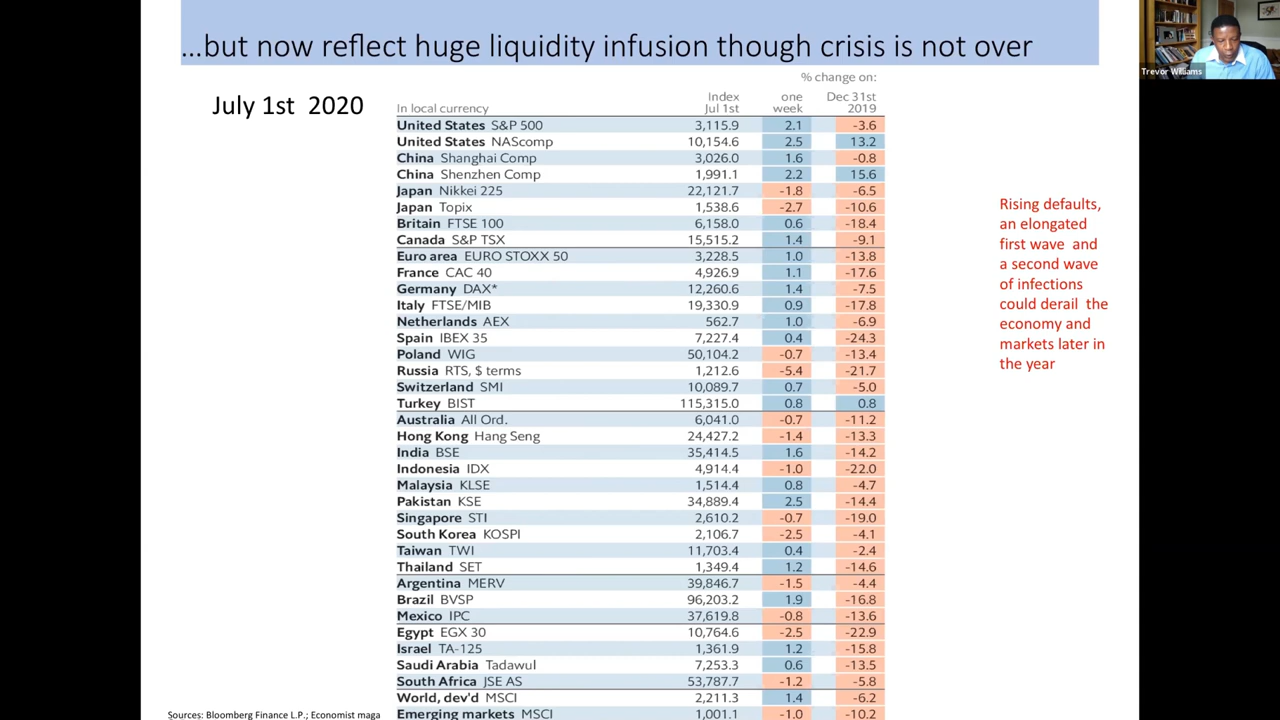 ...but now reflect huge liquidity infusion though crisis is not over
Trevor Williams
July 1st 2020
% change on:
Index one Dec 31st
In local currency Jul 1st week 2019
United States S&P 500 3,115.9 2.1 -3.6
United States NAScomp 10,154.6 2.5 13.2
China Shanghai Comp 3,026.0 1.6 -0.8
China Shenzhen Comp 1,991.1 2.2 15.6
Japan Nikkei 225 22,121.7 -1.8 -6.5
Japan Topix 1,538.6 -2.7 -10.6
Britain FTSE 100 6,158.0 0.6 -18.4
Canada S&P TSX 15,515.2 1.4 -9.1
Euro area EURO STOXX 50 3,228.5 1.0 -13.8
France CAC 40 4,926.9 1.1 -17.6
Germany DAX* 12,260.6 1.4 -7.5
Italy FTSE/MIB 19,330.9 0.9 -17.8
Netherlands AEX 562.7 1.0 -6.9
Spain IBEX 35 7,227.4 0.4 -24.3
Poland WIG 50,104.2 -0.7 -13.4
Russia RTS, $ terms 1,212.6 -5.4 -21.7
Switzerland SMI 10,089.7 0.7 -5.0
Turkey BIST 115,315.0 0.8 0.8
Australia All Ord. 6,041.0 -0.7 -11.2
Hong Kong Hang Seng 24,427.2 -1.4 -13.3
India BSE 35,414.5 1.6 -14.2
Indonesia IDX 4,914.4 -1.0 -22.0
Malaysia KLSE 1,514.4 0.8 -4.7
Pakistan KSE 34,889.4 2.5 -14.4
Singapore STI 2,610.2 -0.7 -19.0
South Korea KOSPI 2,106.7 -2.5 -4.1
Taiwan TWI 11,703.4 0.4 -2.4
Thailand SET 1,349.4 1.2 -14.6
Argentina MERV 39,846.7 -1.5 -4.4
Brazil BVSP 96,203.2 1.9 -16.8
Mexico IPC 37,619.8 -0.8 -13.6
Egypt EGX 30 10,764.6 -2.5 -22.9
Israel TA-125 1,361.9 1.2 -15.8
Saudi Arabia Tadawul 7,253.3 0.6 -13.5
South Africa JSE AS 53,787.7 -1.2 -5.8
World, dev'd MSCI 2,211.3 1.4 -6.2
Emerging markets MSCI 1,001.1 -1.0 -10.2
Rising defaults,
an elongated
first wave and
a second wave
of infections
could derail the
economy and
markets later in
the year
Sources: Bloomberg Finance L.P.; Economist maga